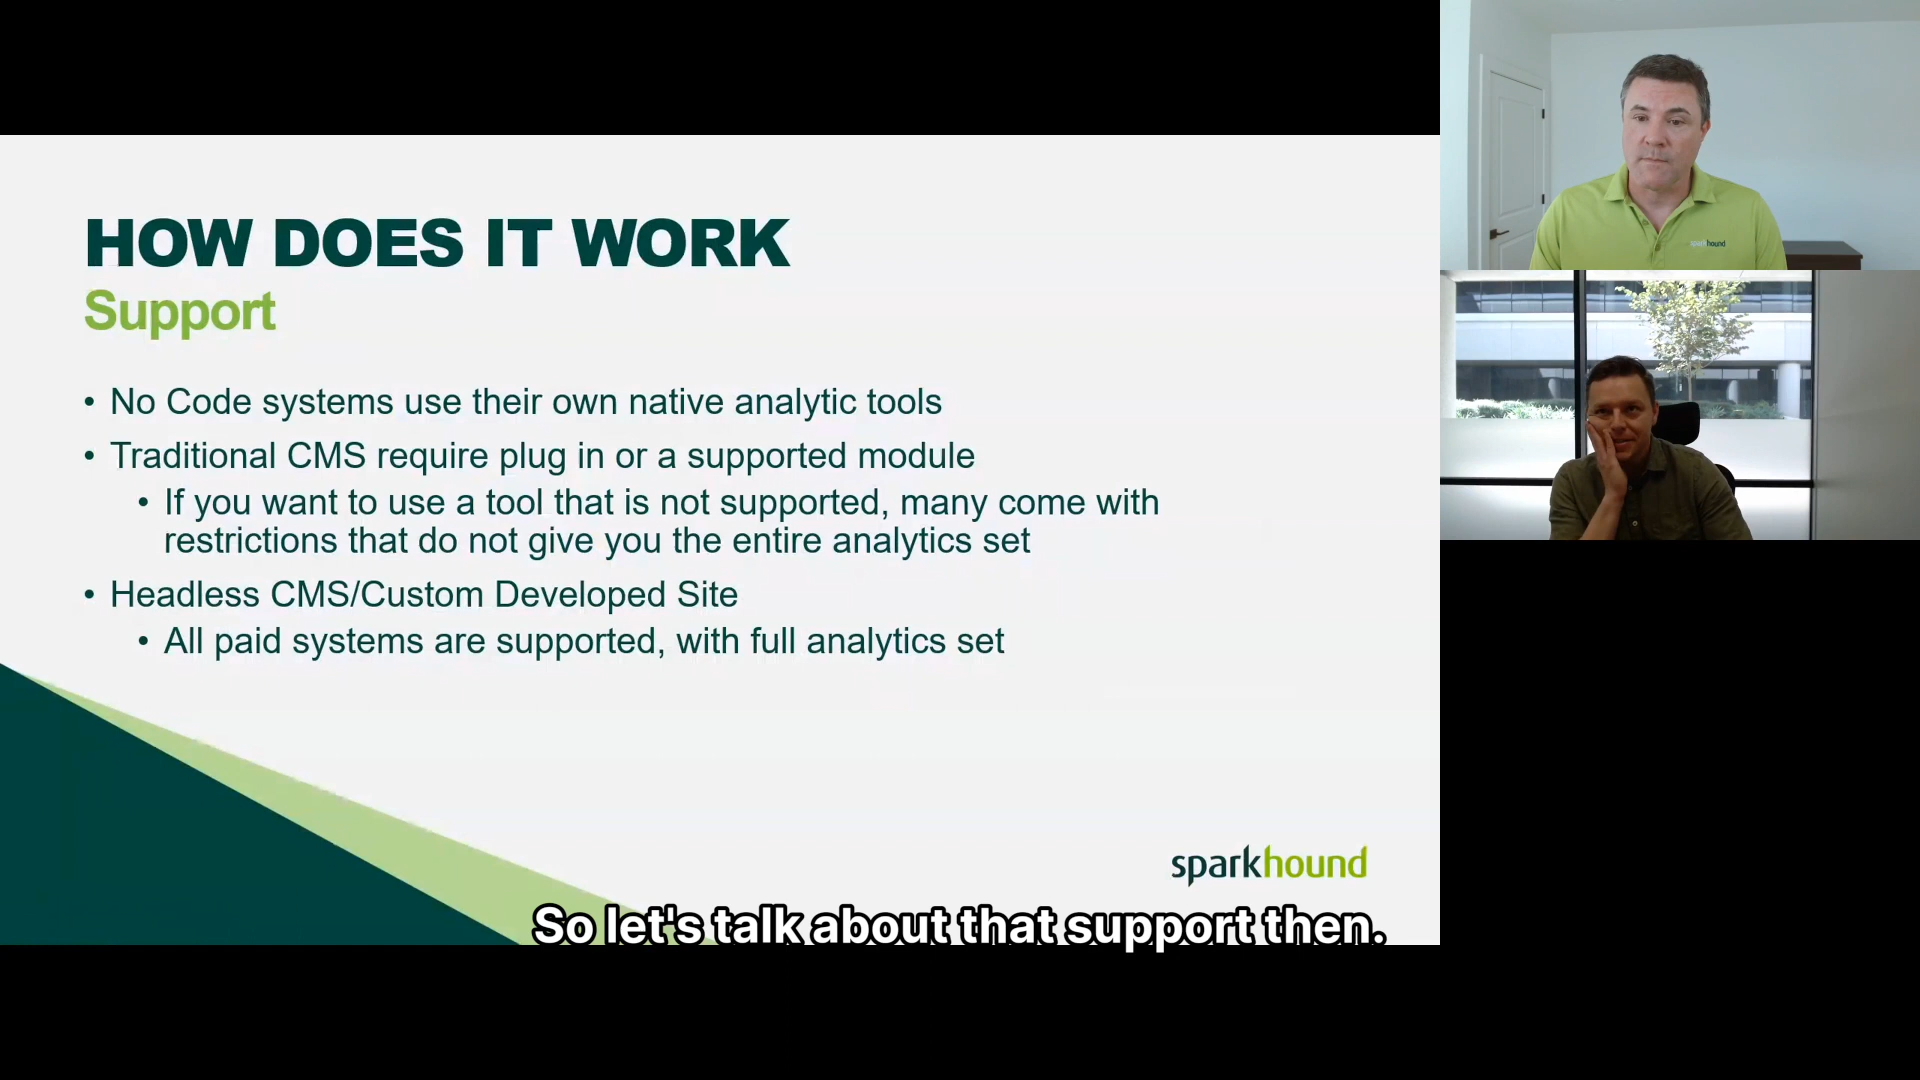 HOW DOES IT WORK
Support
• No Code systems use their own native analytic tools
• Traditional CMS require plug in or a supported module
• If you want to use a tool that is not supported, many come with
restrictions that do not give you the entire analytics set
• Headless CMS/Custom Developed Site
• All paid systems are supported, with full analytics set
sparkhound
So let's talk about that support then.
sparkhound